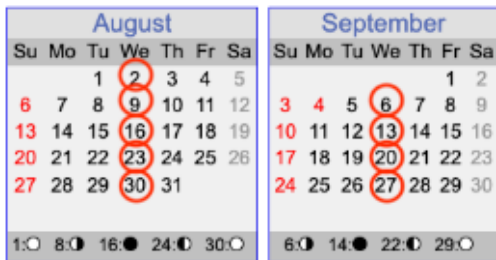 August
Su Mo Tu We Th Fr Sa
1 2 3 4 5
6 7 8 9 10 11 12
13 14 15 16 17 18 19
20 21 22 23 24 25 26
27 28 29 30 31
1:○ 8:◑ 16:● 24:◐ 30:○
September
Su Mo Tu We Th Fr Sa
1 2
3 4 5 6 7 8 9
10 11 12 13 14 15 16
17 18 19 20 21 22 23
24 25 26 27 28 29 30
6:◑ 14:● 22:◐ 29:○